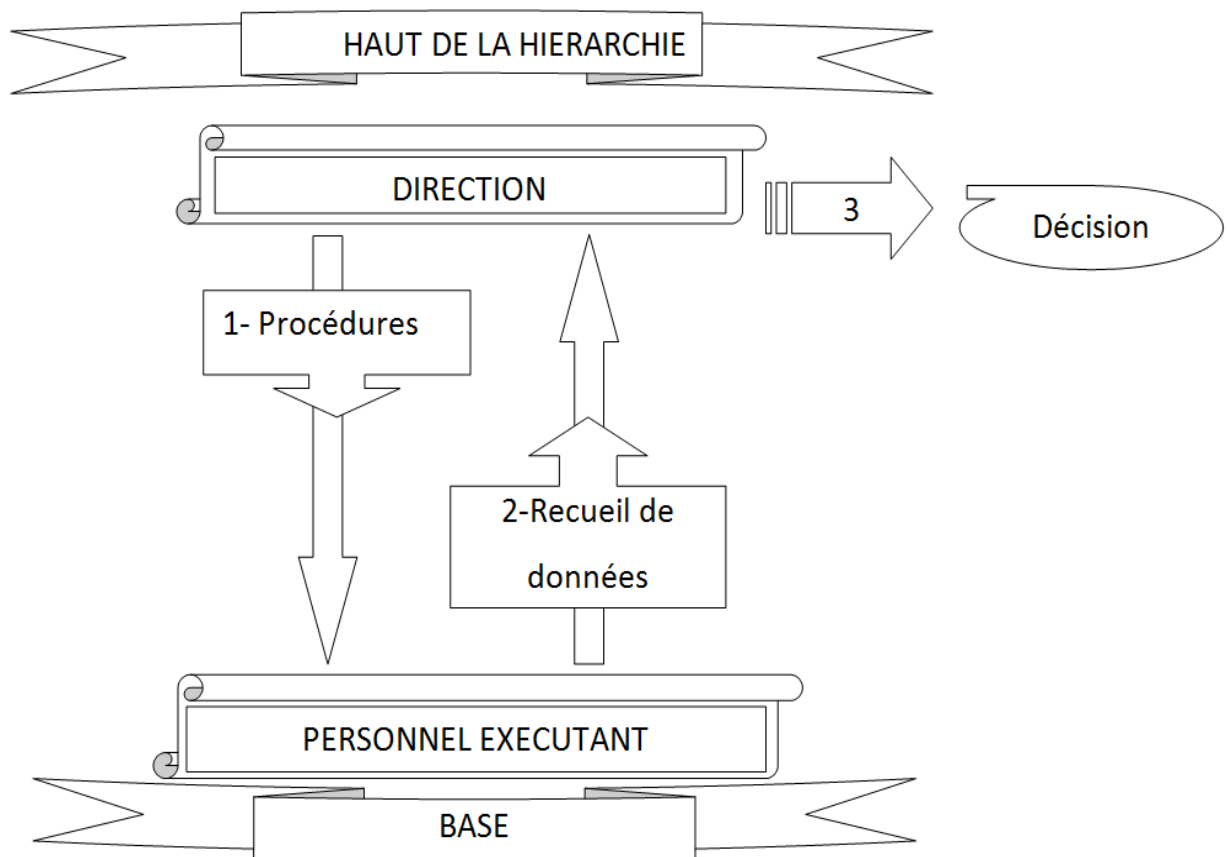 HAUT DE LA HIERARCHIE
DIRECTION
3
Décision
1- Procédures
2-Recueil de
données
PERSONNEL EXECUTANT
BASE